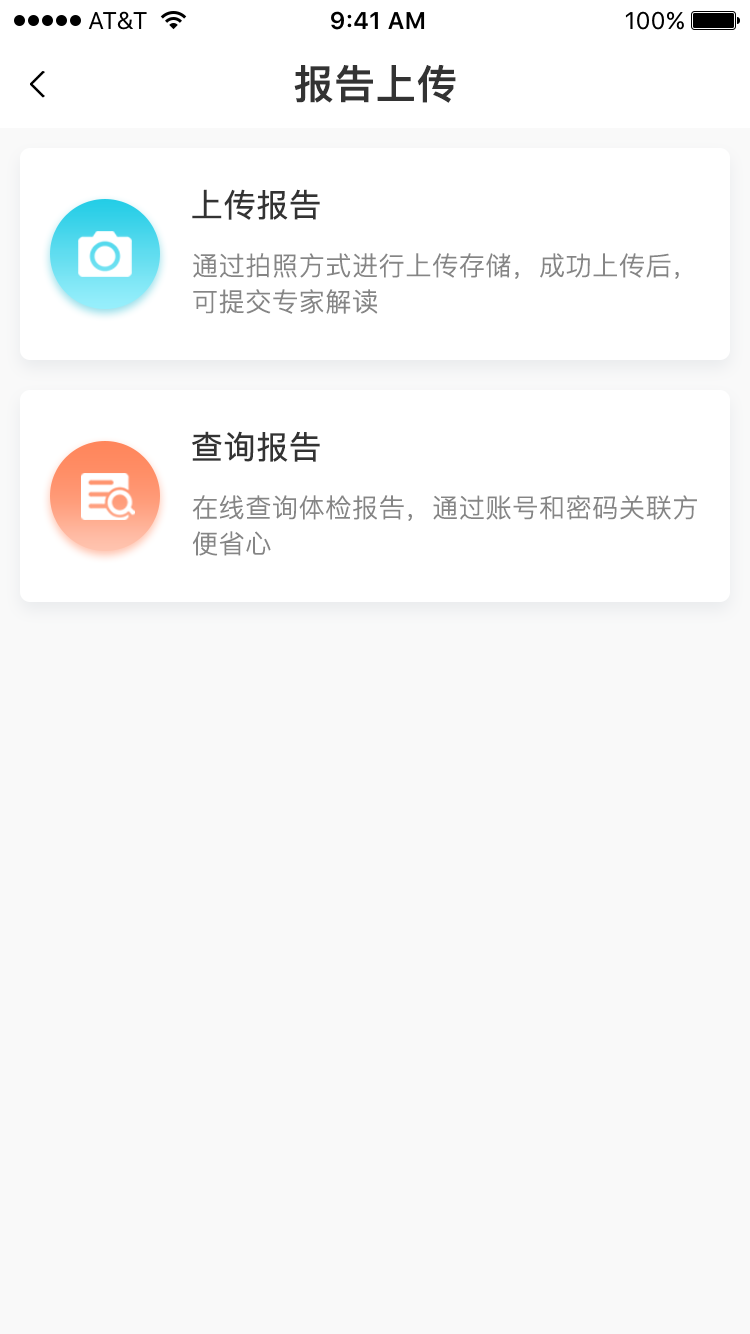 AT&T 9:41 AM 100%
报告上传
上传报告
通过拍照方式进行上传存储，成功上传后，
可提交专家解读
查询报告
在线查询体检报告，通过账号和密码关联方
便省心